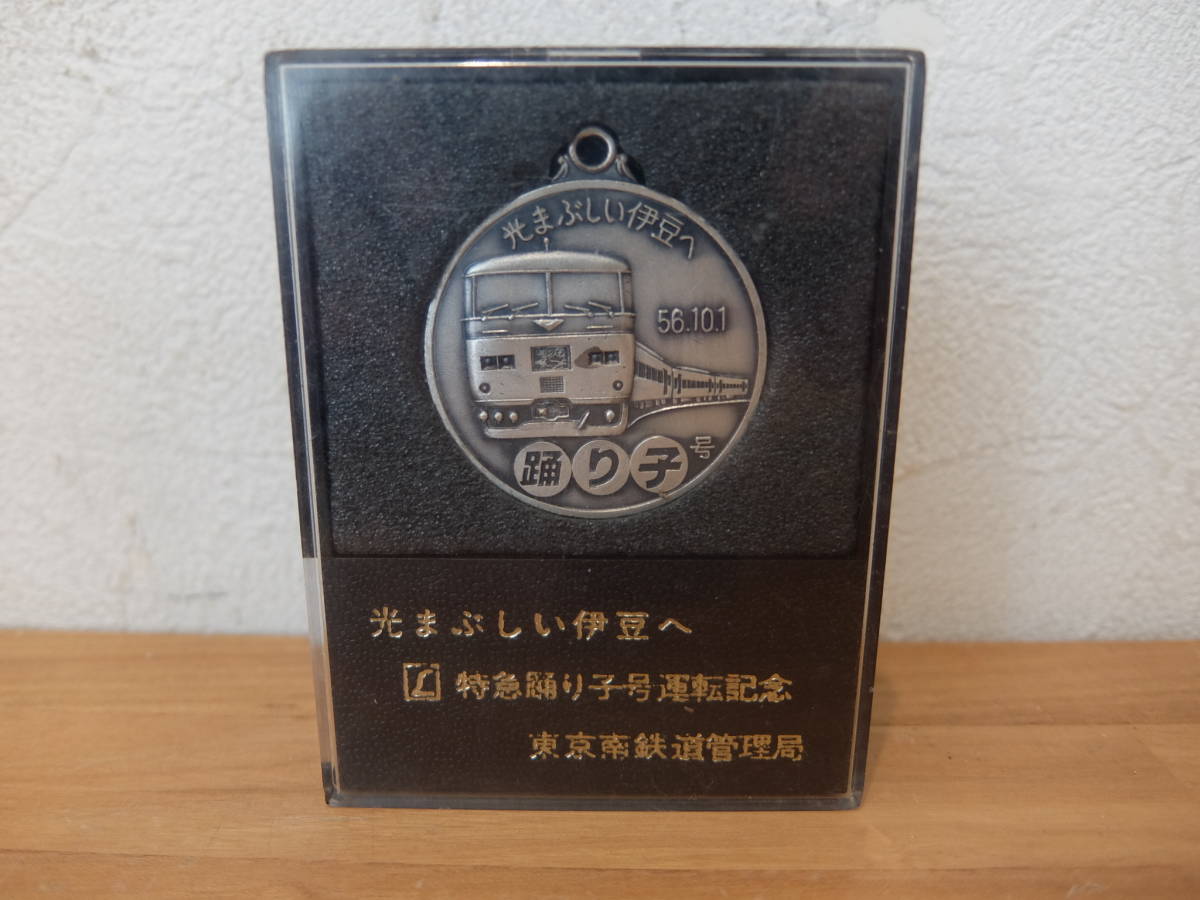 光まぶしい伊豆へ
56.10.1
踊り子号
光まぶしい伊豆へ
L 特急踊り子号運転記念
東京南鉄道管理局